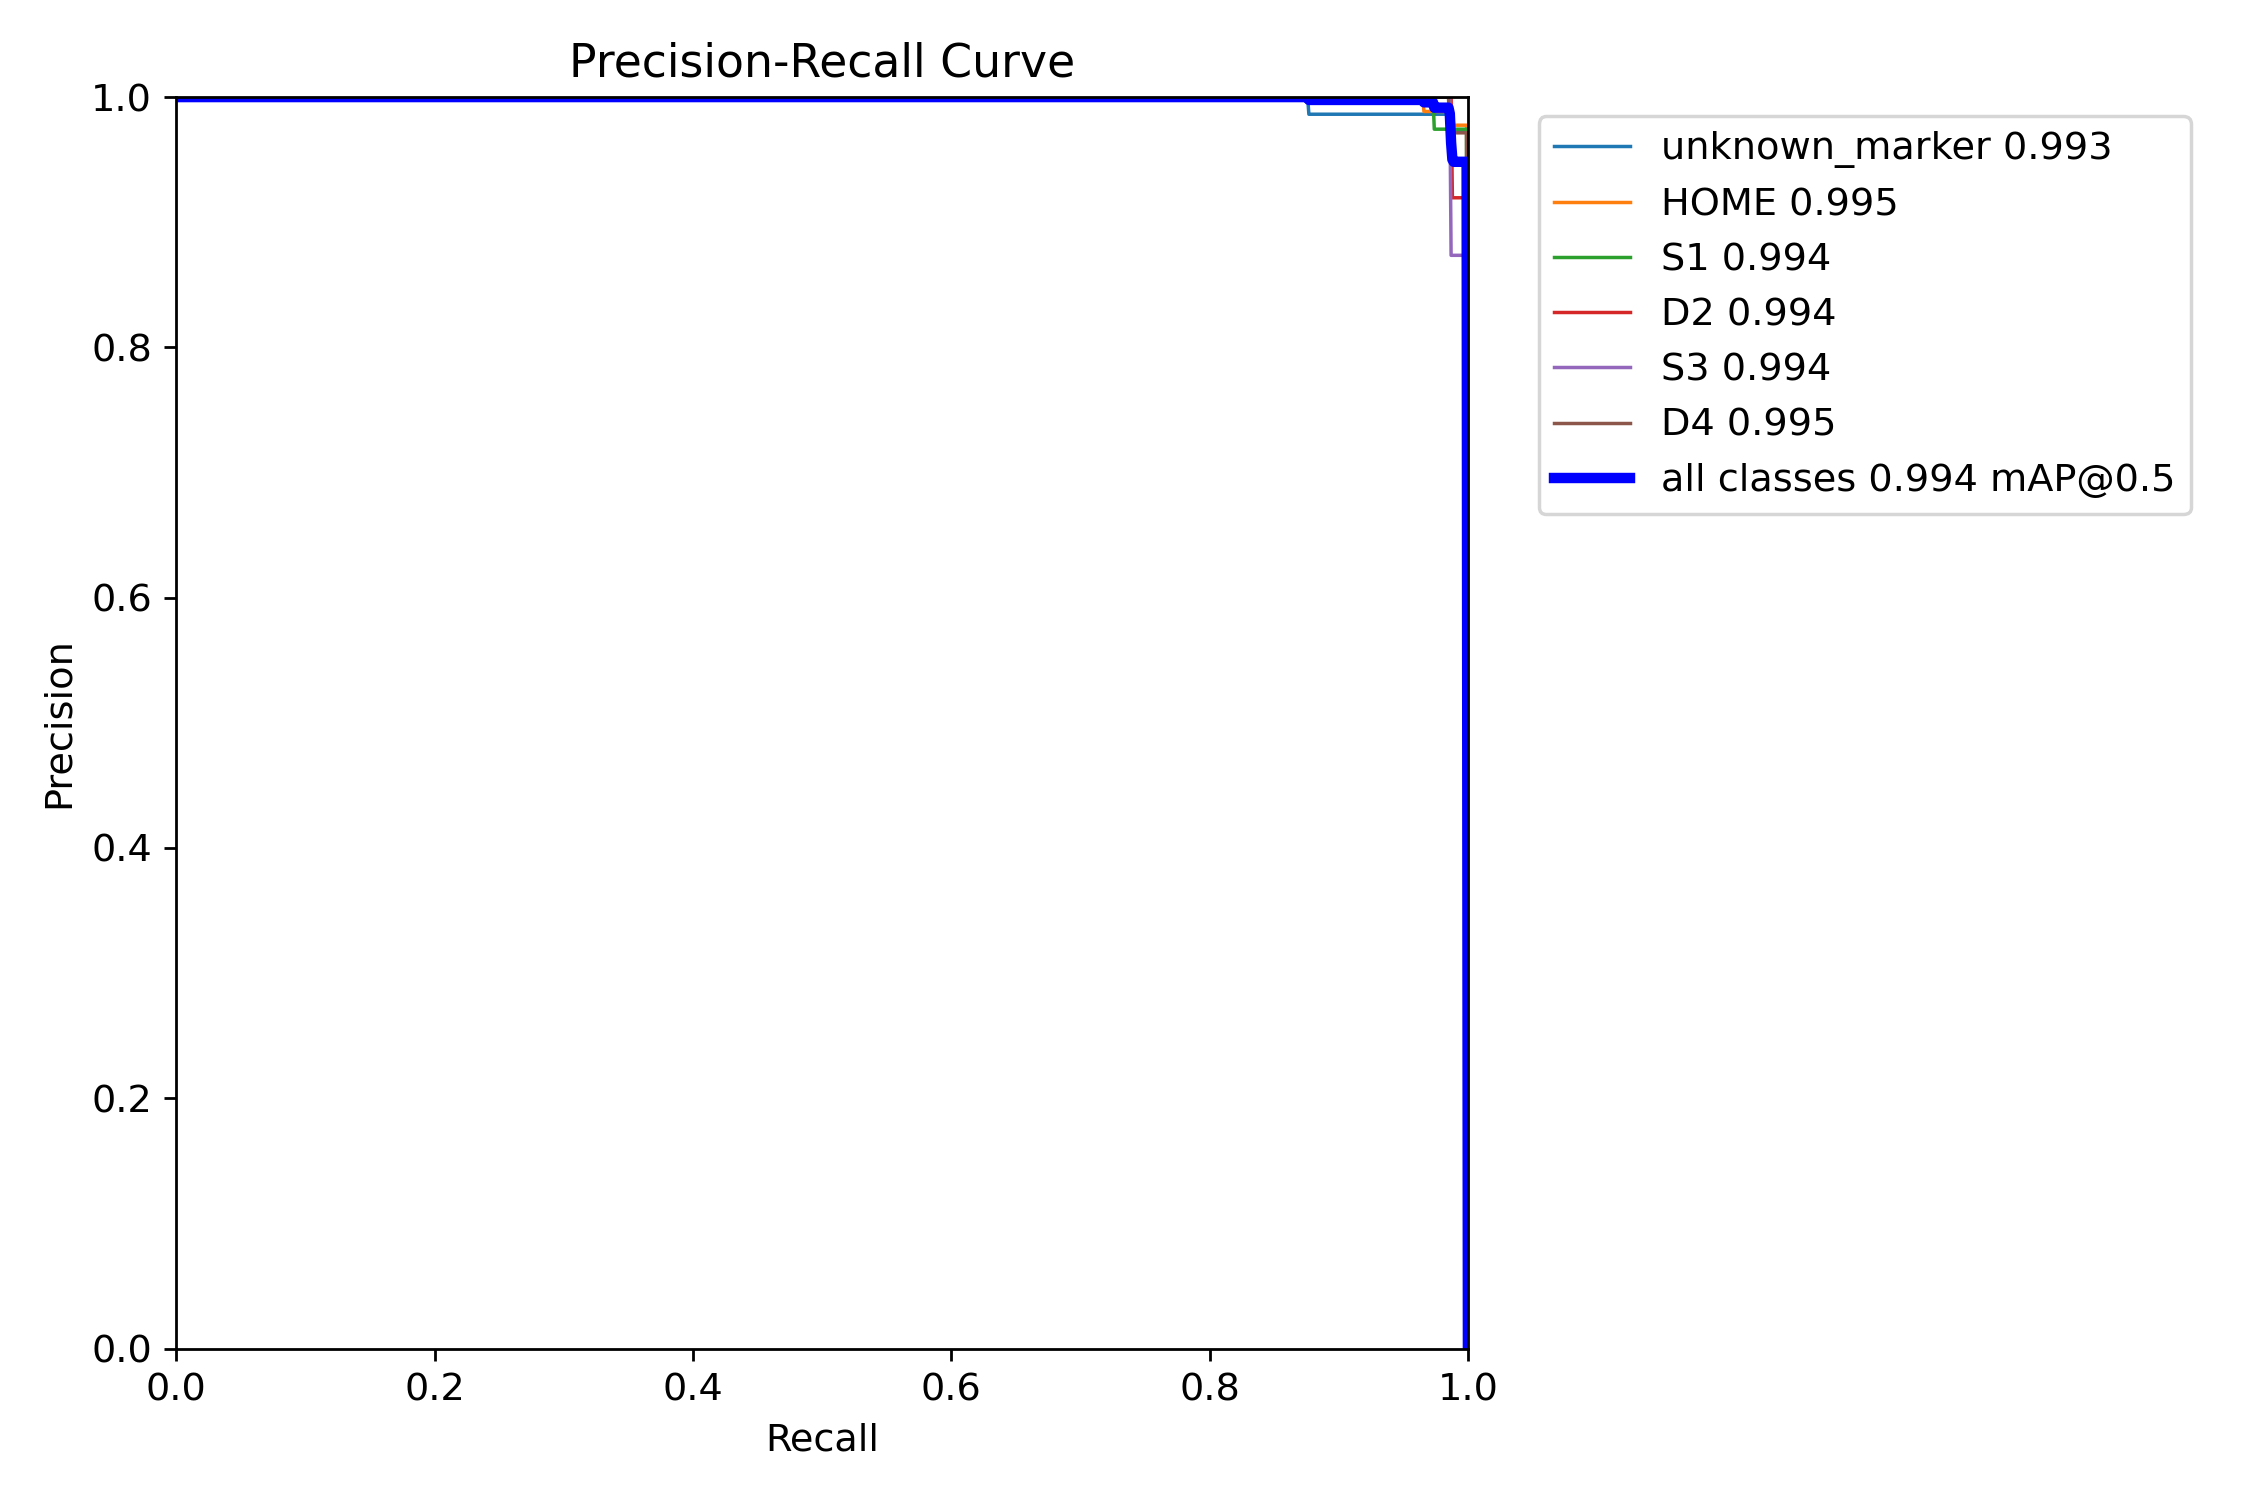 Precision-Recall Curve
1.0
0.8
0.6
0.4
0.2
0.0
Precision
0.0 0.2 0.4 0.6 0.8 1.0
Recall
unknown_marker 0.993
HOME 0.995
S1 0.994
D2 0.994
S3 0.994
D4 0.995
all classes 0.994 mAP@0.5